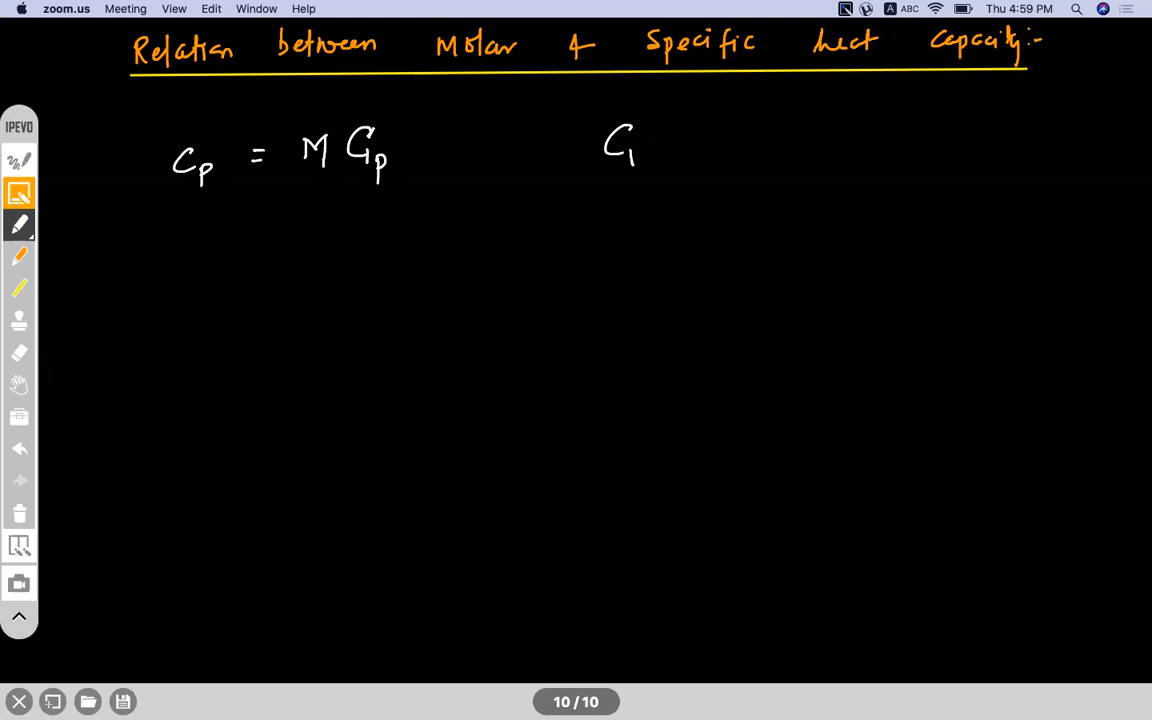 zoom.us Meeting View Edit Window Help A ABC Thu 4:59 PM
Relation between Molar & Specific heat Capacity:-
IPEVO
Cp = M Gp G
10 / 10